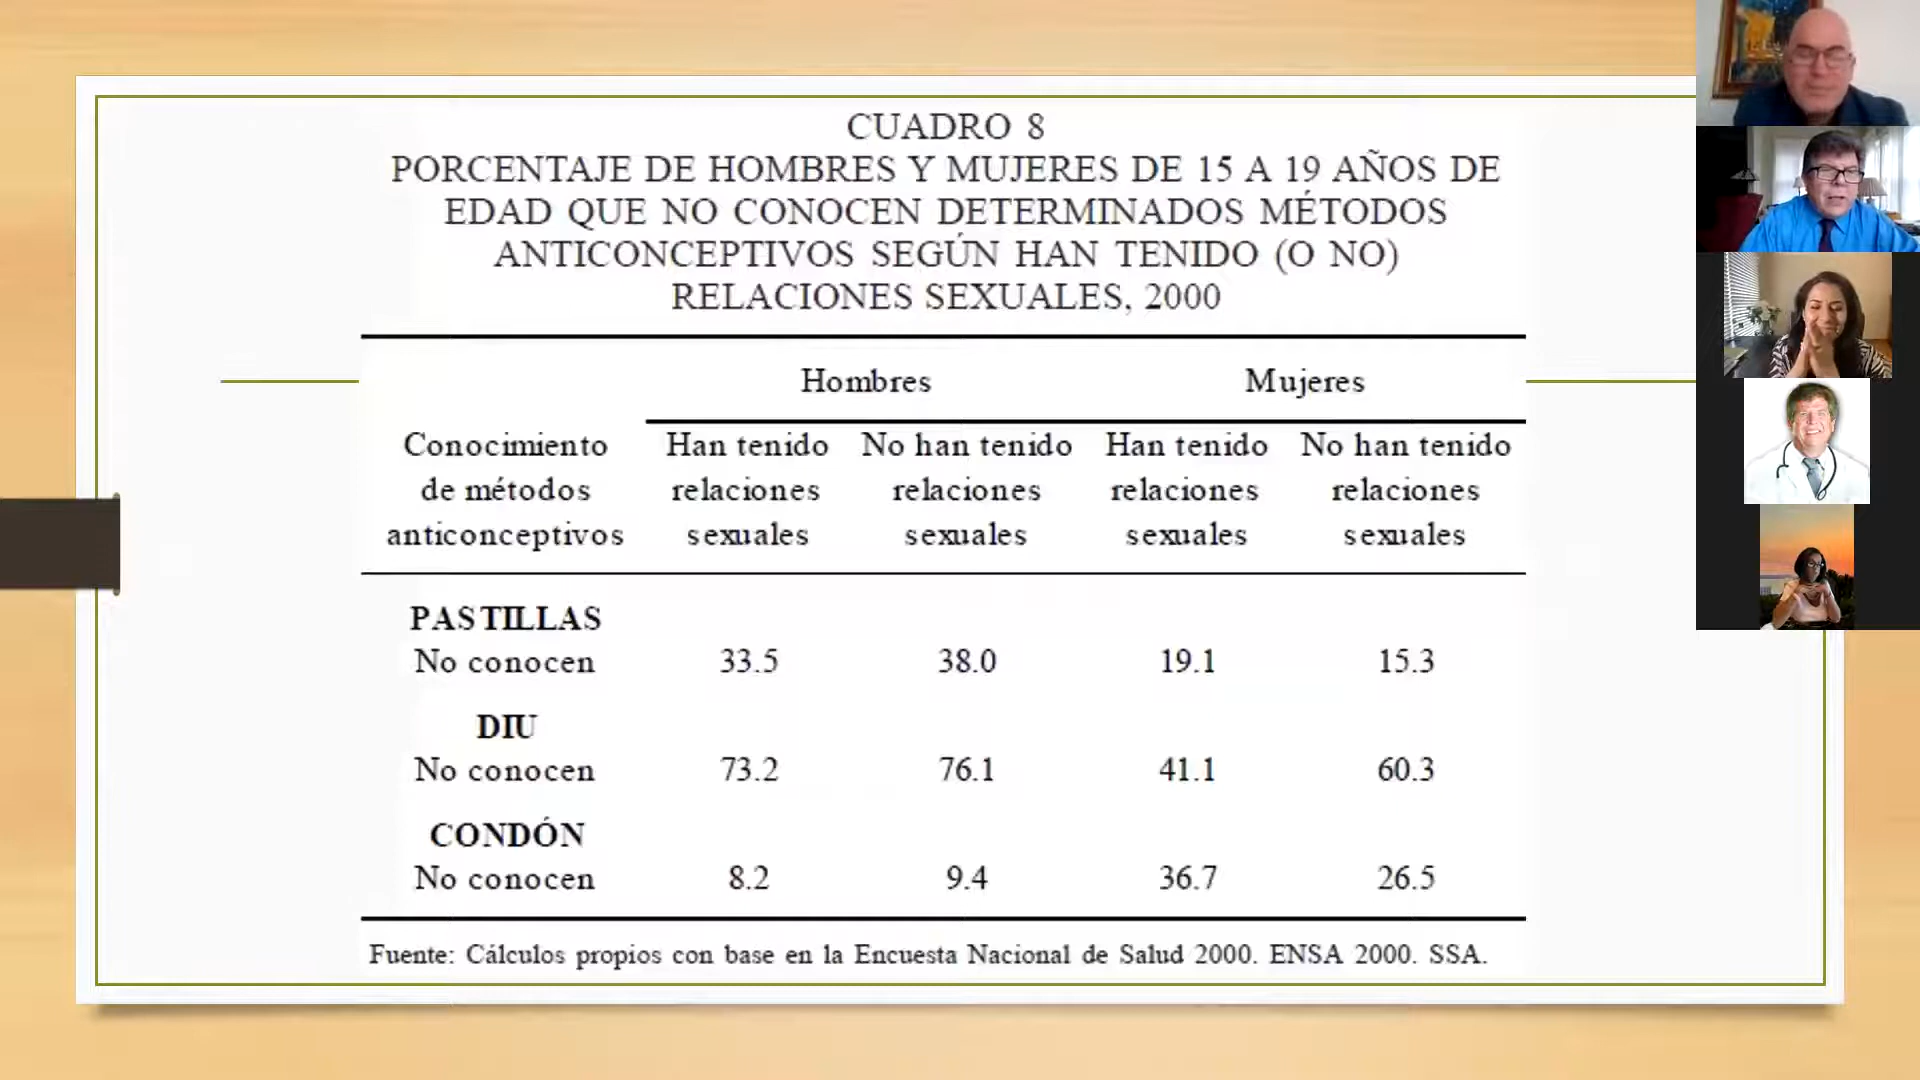 CUADRO 8
PORCENTAJE DE HOMBRES Y MUJERES DE 15 A 19 AÑOS DE
EDAD QUE NO CONOCEN DETERMINADOS MÉTODOS
ANTICONCEPTIVOS SEGÚN HAN TENIDO (O NO)
RELACIONES SEXUALES, 2000
Hombres Mujeres
Conocimiento Han tenido No han tenido Han tenido No han tenido
de métodos relaciones relaciones relaciones relaciones
anticonceptivos sexuales sexuales sexuales sexuales
PASTILLAS
No conocen 33.5 38.0 19.1 15.3
DIU
No conocen 73.2 76.1 41.1 60.3
CONDÓN
No conocen 8.2 9.4 36.7 26.5
Fuente: Cálculos propios con base en la Encuesta Nacional de Salud 2000. ENSA 2000. SSA.